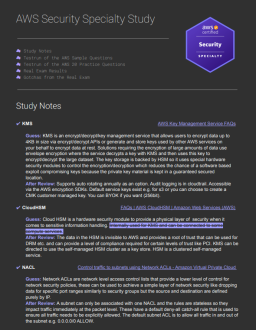 AWS Security Specialty Study
aws
certified
Security
SPECIALTY
Study Notes
Testrun of the AWS Sample Questions
Testrun of the AWS QA Practice Questions
Real Exam Results
Gotchas from the Real Exam
Study Notes
KMS
AWS Key Management Service FAQs
Guess: KMS is an encryption/decryption management service that allows users to encrypt data up to
4KB in size via encrypt/decrypt APIs or generate and store keys used by other AWS services on
your behalf to encrypt data at rest. Solutions requiring the encryption of large amounts of data use
envelope encryption where the service decrypts a key with KMS and then uses this key to
encrypt/decrypt the larger dataset. The key storage is backed by HSM so it uses special hardware
security modules to control the encryption/decryption which reduces the chance of a software based
exploit compromising keys because the private key material is kept in a guaranteed secured
location.
After Review: Supports auto rotating annually as an option, Audit logging is in cloudtrail. Accessible
via the AWS encryption SDKs. Default service keys exist e.g. for s3 or you can choose to create a
CMK customer managed key. You can BYOK if you want (256bit).
CloudHSM
FAQs | AWS CloudHSM | Amazon Web Services (AWS)
Guess: Cloud HSM is a hardware security module to provide a physical layer of security when it
comes to sensitive information handling.
After Review: The data in the HSM is invisible to AWS and provides a root of trust that can be used for
DRM etc, and can provide a level of compliance required for certain levels of trust like PCI. KMS can be
directed to use the self managed HSM cluster as a key store. HSM is a clustered self-managed
service.
NACL
Control traffic to subnets using Network ACLs - Amazon Virtual Private Cloud
Guess: Network ACLs are network level access control lists that provide a lower level of control for
network security policies, these can be used to achieve a simple layer of network security like dropping
data for specific port ranges similarly to security groups but the source and destination are defined
purely by IP.
After Review: A subnet can only be associated with one NACL and the rules are stateless so they
impact traffic immediately at the packet level. These have a default deny all catch all rule that is used to
ensure all traffic needs to be explicitly allowed. The default subnet ACL is to allow all traffic in and out of
the subnet e.g. 0.0.0.0/0 ALLOW.